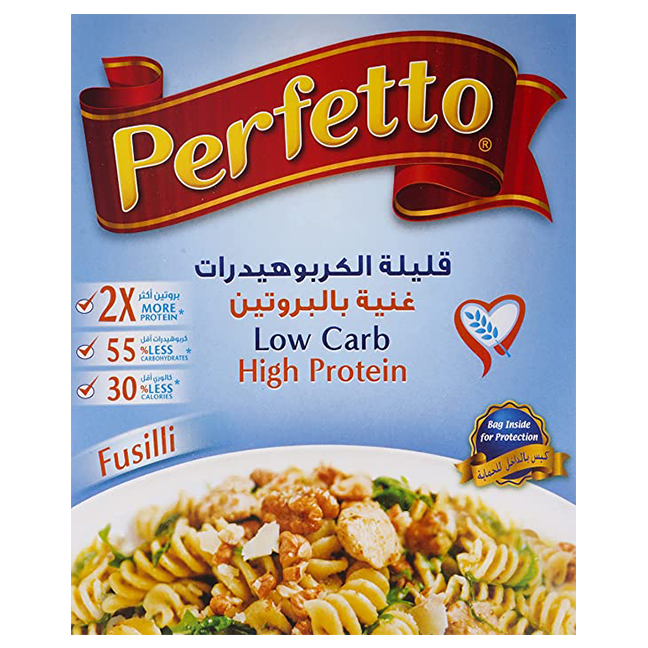 Perfetto®
قليلة الكربوهيدرات
غنية بالبروتين
Low Carb
High Protein
2X بروتين أكثر
MORE
PROTEIN*
55 كربوهيدرات أقل
%LESS
CARBOHYDRATES*
30 كالوري أقل
%LESS*
CALORIES
Fusilli
Bag Inside
for Protection
كيس بالداخل للحماية